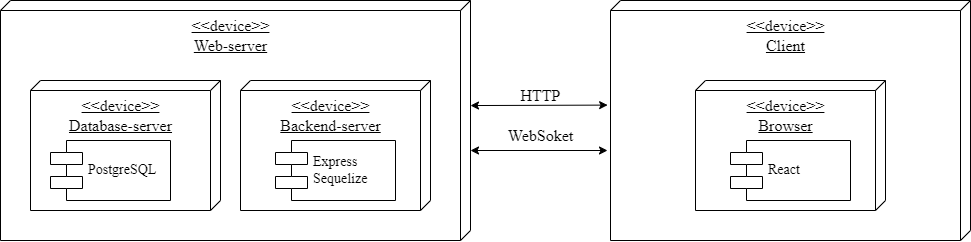 <<device>>
Web-server
<<device>>
Database-server
PostgreSQL
<<device>>
Backend-server
Express
Sequelize
HTTP
WebSoket
<<device>>
Client
<<device>>
Browser
React